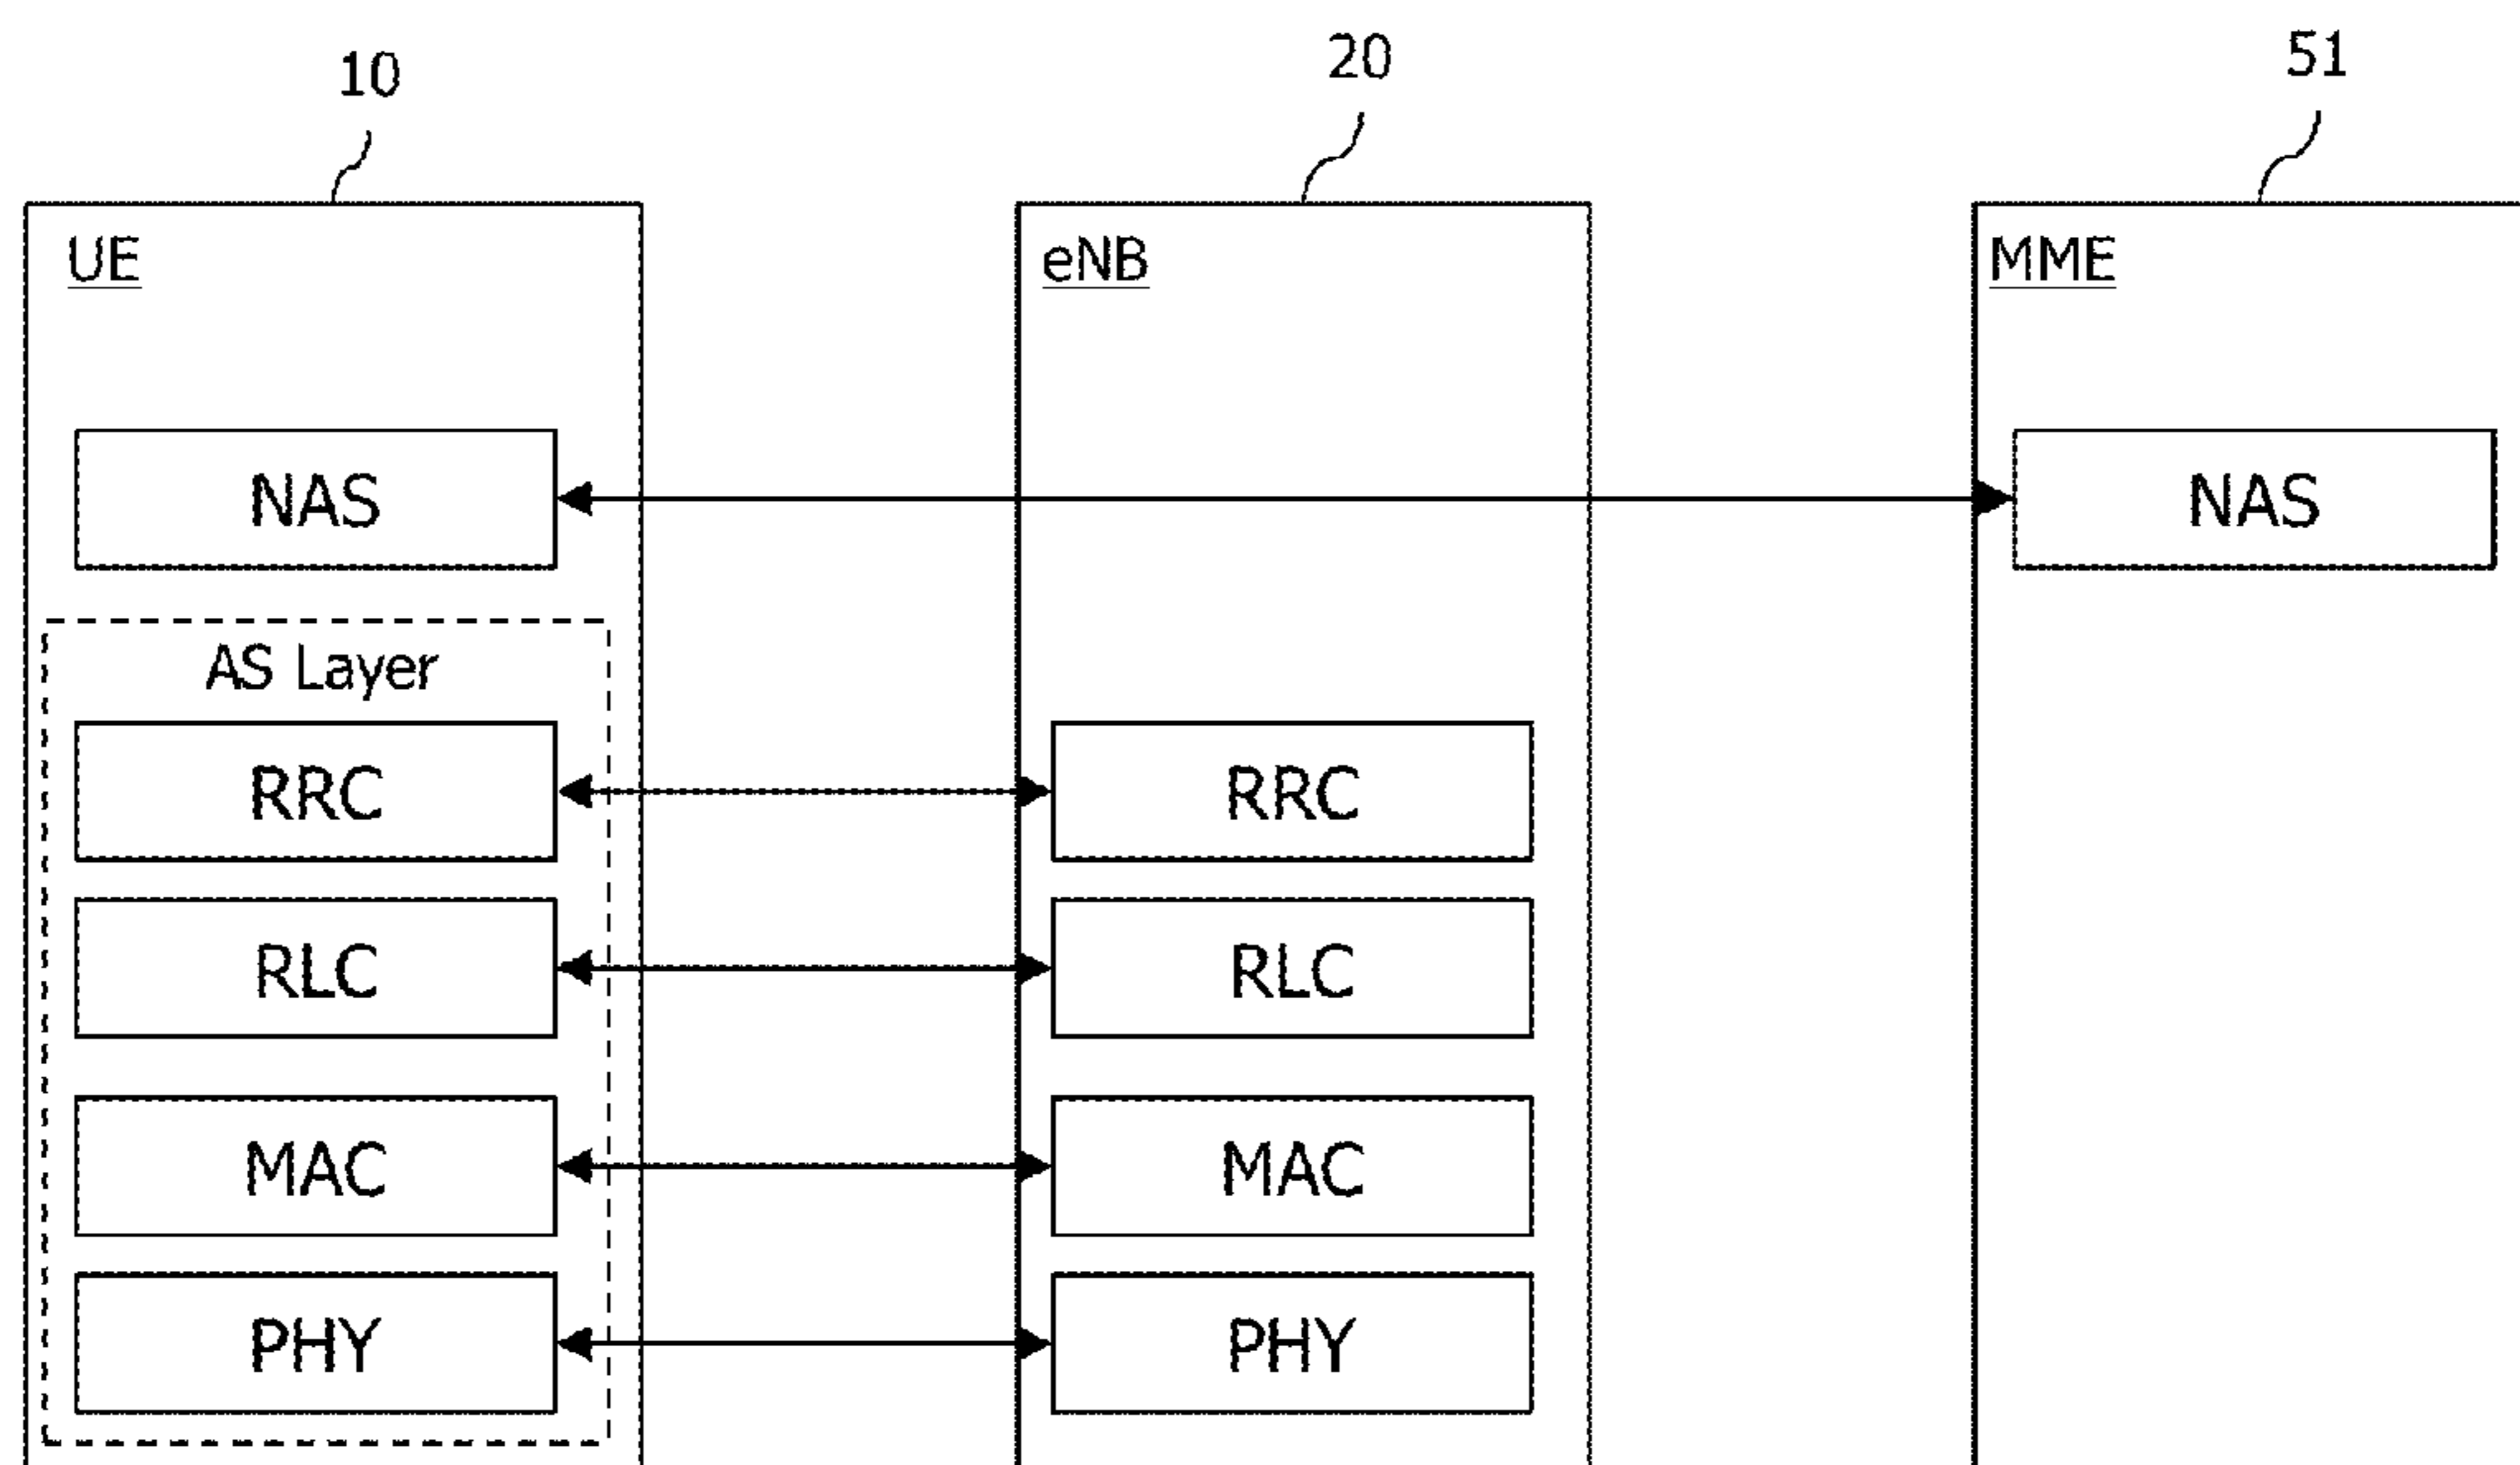 10
20
51
UE
eNB
MME
NAS
NAS
AS Layer
RRC
RRC
RLC
RLC
MAC
MAC
PHY
PHY